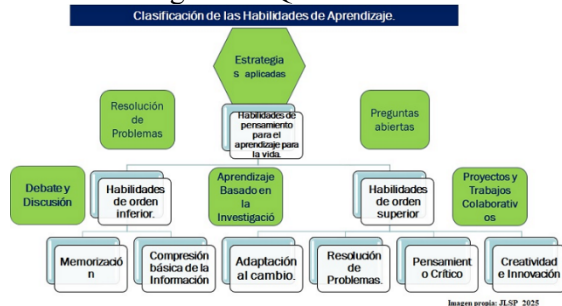 Clasificación de las Habilidades de Aprendizaje.
Estrategia
s aplicadas
Resolución
de
Problemas
Preguntas
abiertas
Habilidades de
pensamiento
para el
aprendizaje para
la vida.
Debate y
Discusión
Habilidades
de orden
inferior.
Aprendizaje
Basado en
la
Investigació
Habilidades
de orden
superior
Proyectos y
Trabajos
Colaborativ
os
Memorizació
n
Compresión
básica de la
Información
Adaptación
al cambio.
Resolución
de
Problemas.
Pensamient
o Crítico
Creatividad
e Innovación
Imagen propia: JLSP 2025